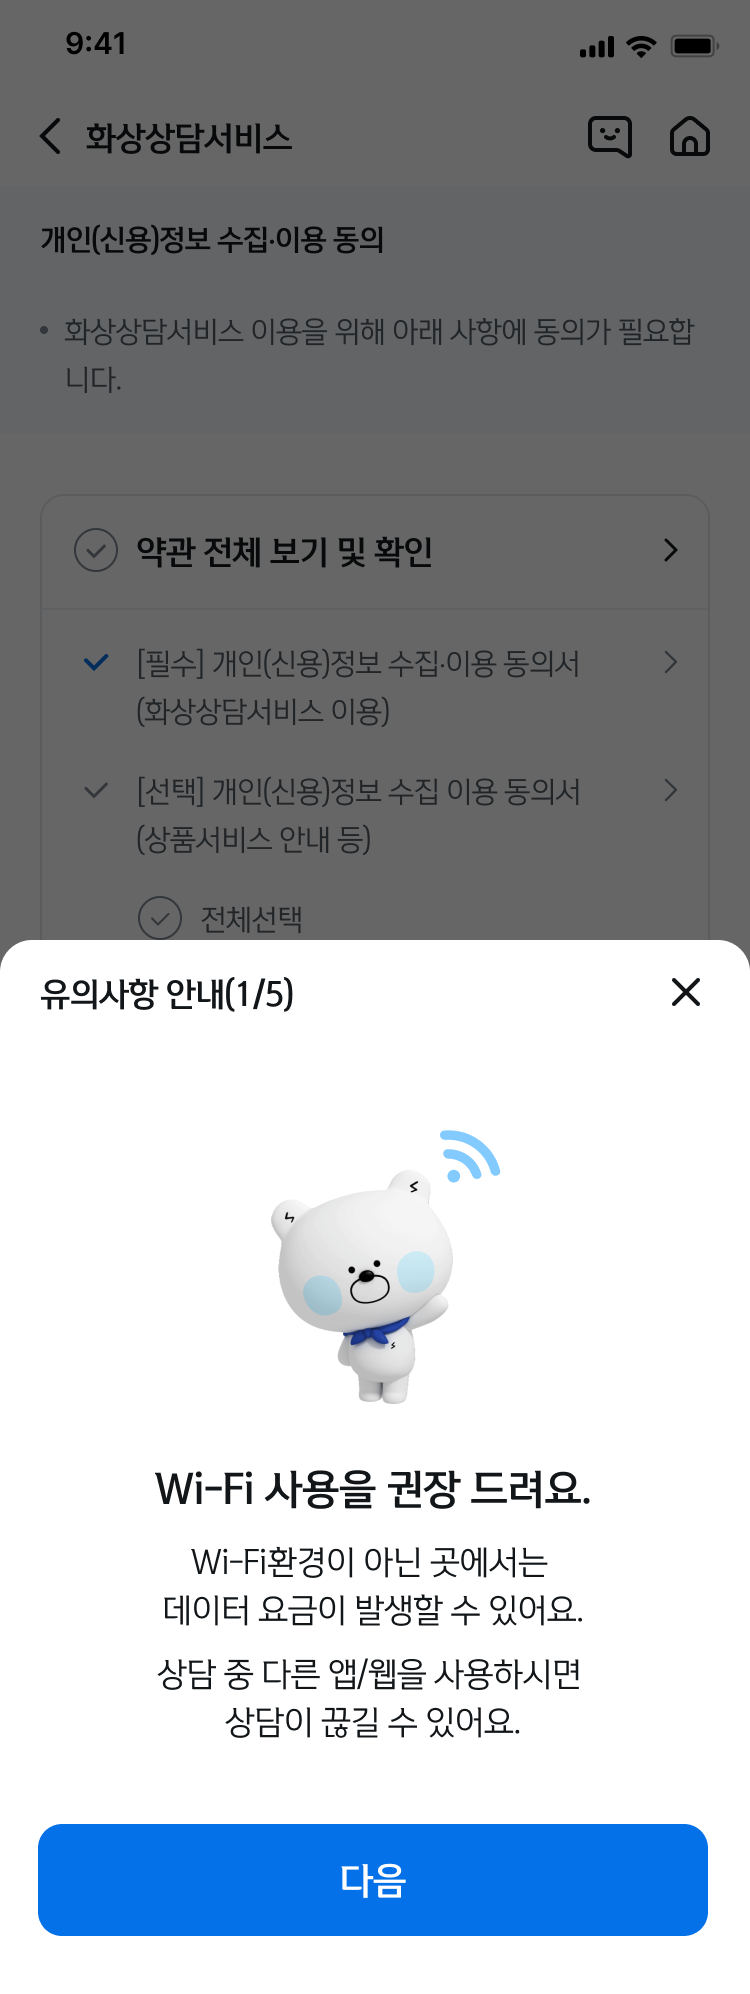 9:41
화상상담서비스
개인(신용)정보 수집·이용 동의
• 화상상담서비스 이용을 위해 아래 사항에 동의가 필요합
니다.
약관 전체 보기 및 확인
[필수] 개인(신용)정보 수집·이용 동의서
(화상상담서비스 이용)
[선택] 개인(신용)정보 수집 이용 동의서
(상품서비스 안내 등)
전체선택
유의사항 안내(1/5)
Wi-Fi 사용을 권장 드려요.
Wi-Fi환경이 아닌 곳에서는
데이터 요금이 발생할 수 있어요.
상담 중 다른 앱/웹을 사용하시면
상담이 끊길 수 있어요.
다음